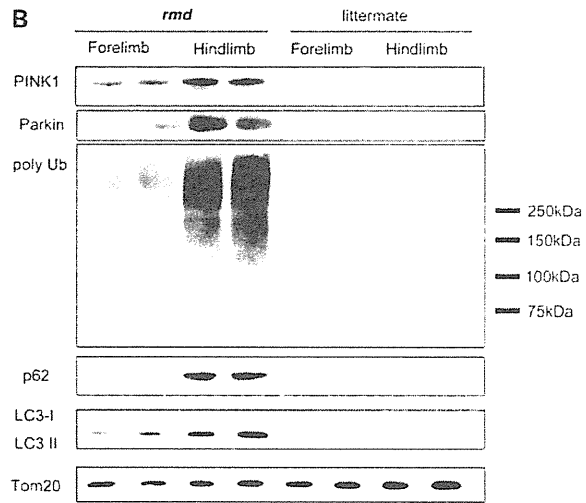 B
rmd littermate
Forelimb Hindlimb Forelimb Hindlimb
PINK1
Parkin
poly Ub
250kDa
150kDa
100kDa
75kDa
p62
LC3-I
LC3 II
Tom20